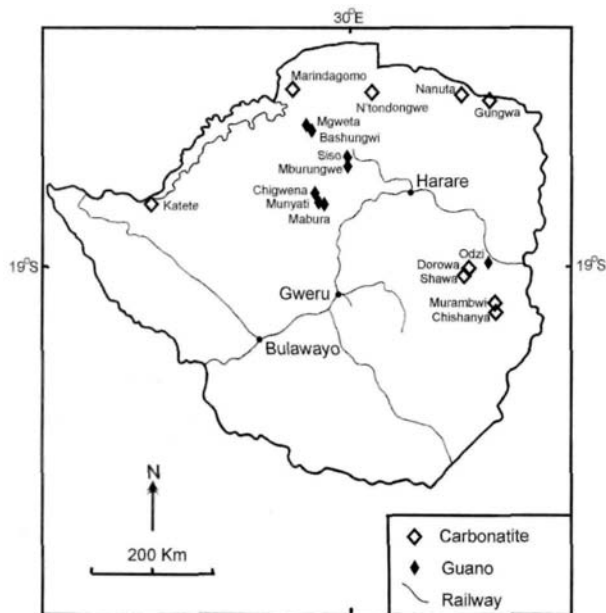 30°E
Marindagomo
Nanuta
N'tondongwe
Gungwa
Mgweta
Bashungwi
Siso
Mburungwe
Chigwena
Harare
Katete
Munyati
Mabura
Odzi
19°S
Dorowa
19°S
Shawa
Gweru
Murambwi
Chishanya
Bulawayo
N
200 Km
Carbonatite
Guano
Railway